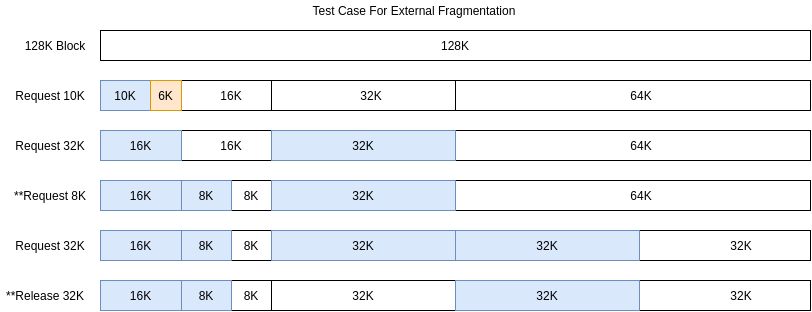 Test Case For External Fragmentation
128K Block 128K
Request 10K 10K 6K 16K 32K 64K
Request 32K 16K 16K 32K 64K
**Request 8K 16K 8K 8K 32K 64K
Request 32K 16K 8K 8K 32K 32K 32K
**Release 32K 16K 8K 8K 32K 32K 32K